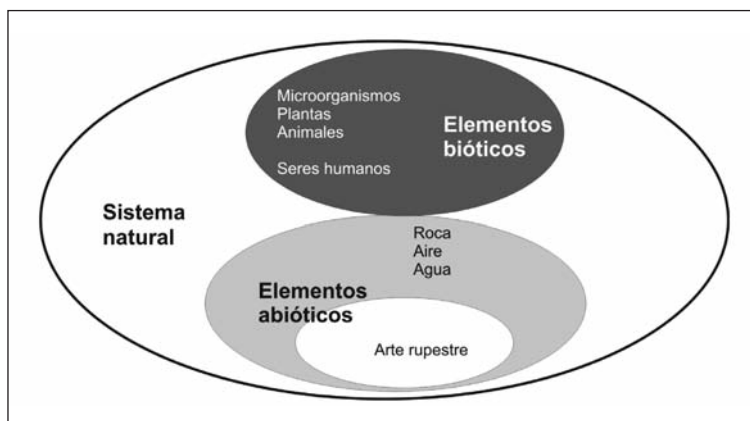 Microorganismos
Plantas
Animales
Seres humanos
Elementos
bióticos
Sistema
natural
Roca
Aire
Agua
Elementos
abióticos
Arte rupestre